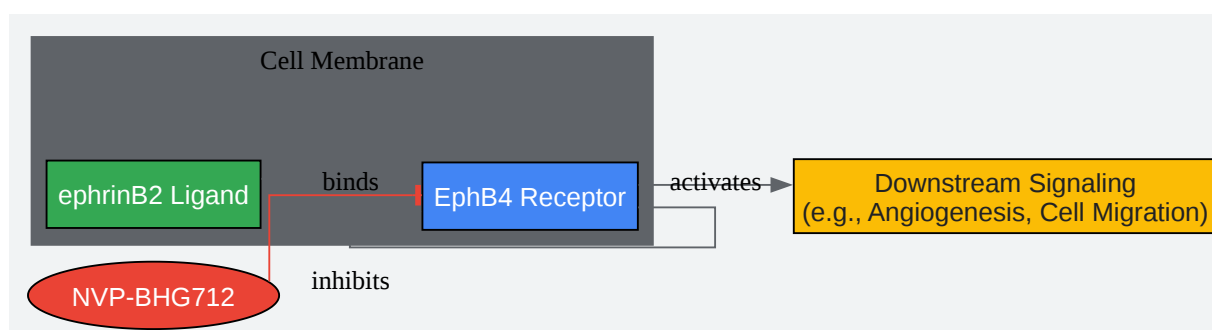 Cell Membrane
ephrinB2 Ligand
binds
EphB4 Receptor
activates
Downstream Signaling
(e.g., Angiogenesis, Cell Migration)
inhibits
NVP-BHG712